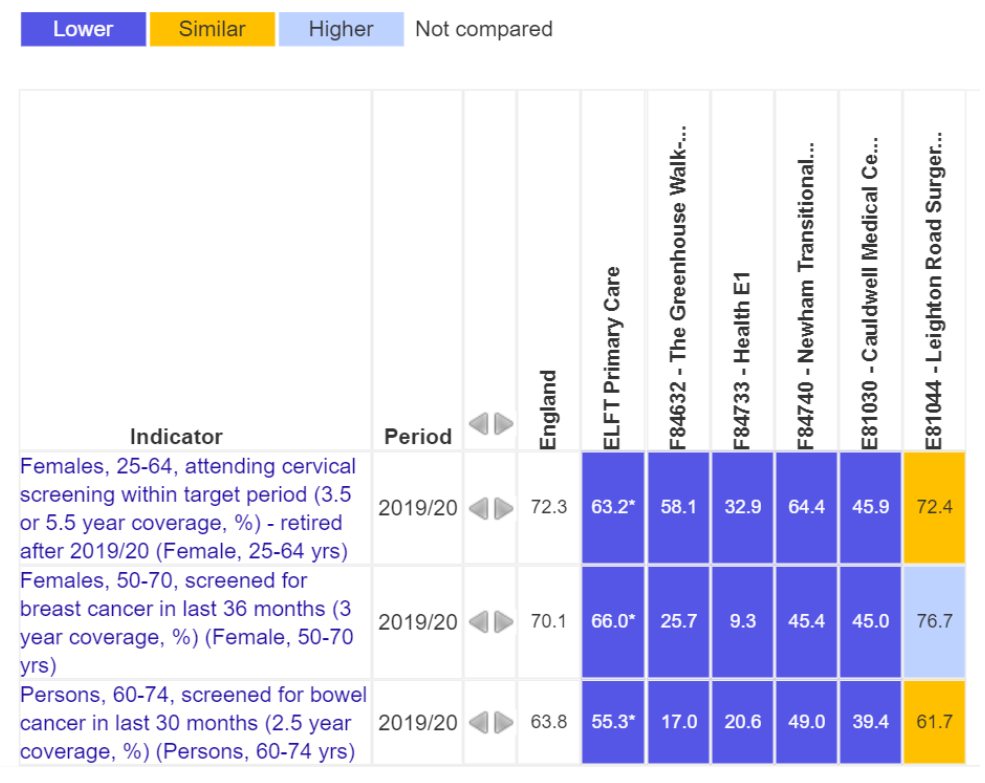 Lower Similar Higher Not compared
Indicator Period England ELFT Primary Care F84632 - The Greenhouse Walk-... F84733 - Health E1 F84740 - Newham Transitional... E81030 - Cauldwell Medical Ce... E81044 - Leighton Road Surger...
Females, 25-64, attending cervical
screening within target period (3.5
or 5.5 year coverage, %) - retired
after 2019/20 (Female, 25-64 yrs)
2019/20 72.3 63.2* 58.1 32.9 64.4 45.9 72.4
Females, 50-70, screened for
breast cancer in last 36 months (3
year coverage, %) (Female, 50-70
yrs)
2019/20 70.1 66.0* 25.7 9.3 45.4 45.0 76.7
Persons, 60-74, screened for bowel
cancer in last 30 months (2.5 year
coverage, %) (Persons, 60-74 yrs)
2019/20 63.8 55.3* 17.0 20.6 49.0 39.4 61.7